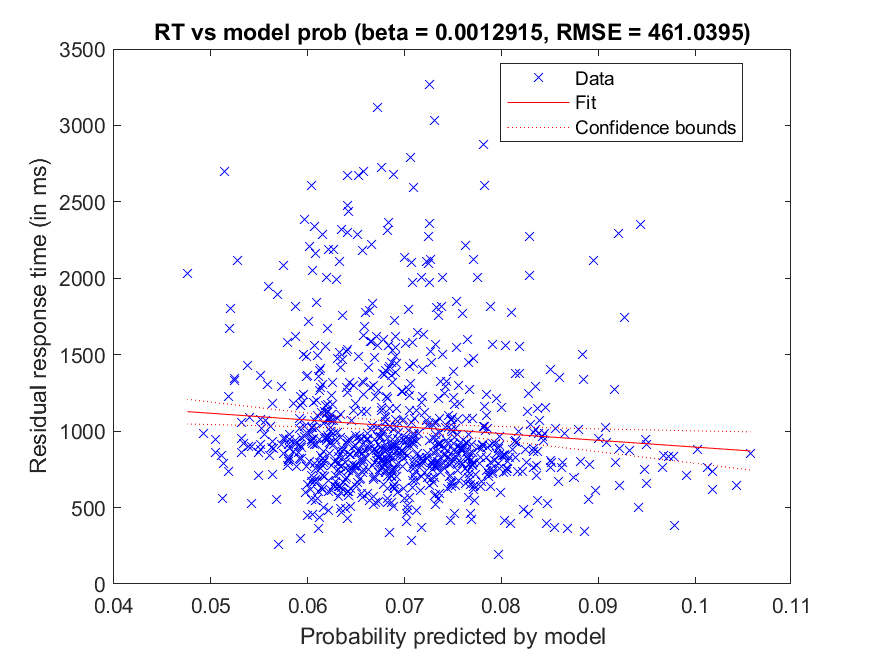 RT vs model prob (beta = 0.0012915, RMSE = 461.0395)
3500
3000
2500
2000
1500
1000
500
0
Residual response time (in ms)
Data
Fit
Confidence bounds
0.04 0.05 0.06 0.07 0.08 0.09 0.1 0.11
Probability predicted by model